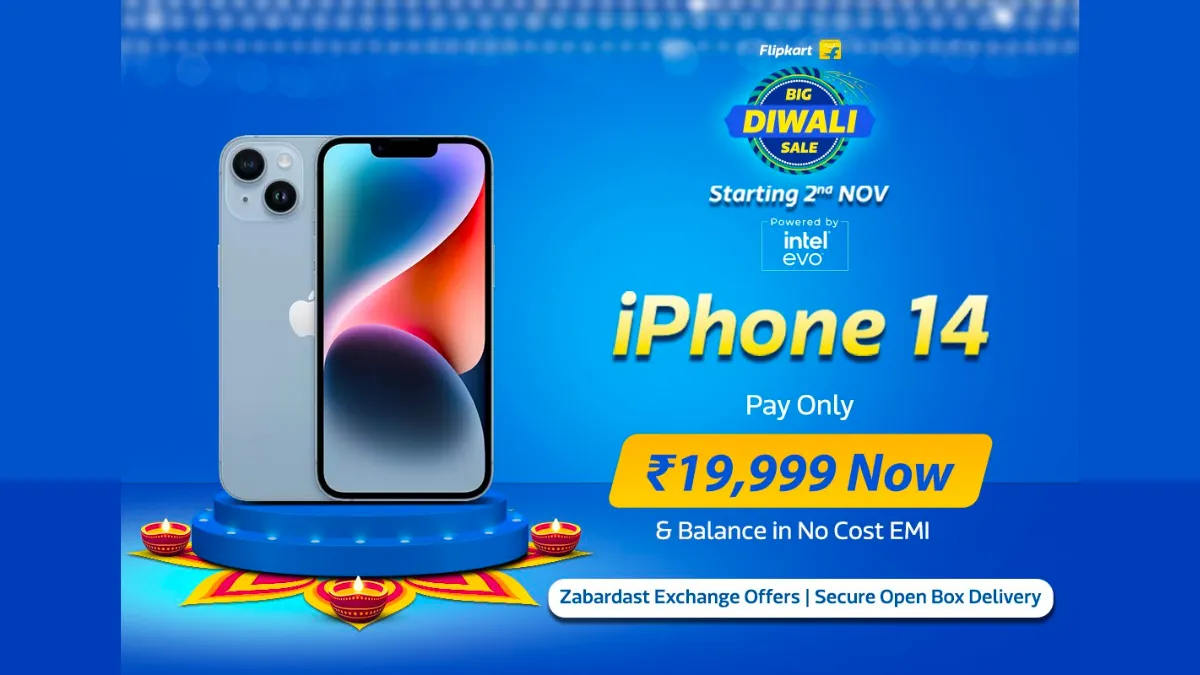 Flipkart
BIG
DIWALI
SALE
Starting 2nd NOV
Powered by
intel
evo
iPhone 14
Pay Only
₹19,999 Now
& Balance in No Cost EMI
Zabardast Exchange Offers | Secure Open Box Delivery